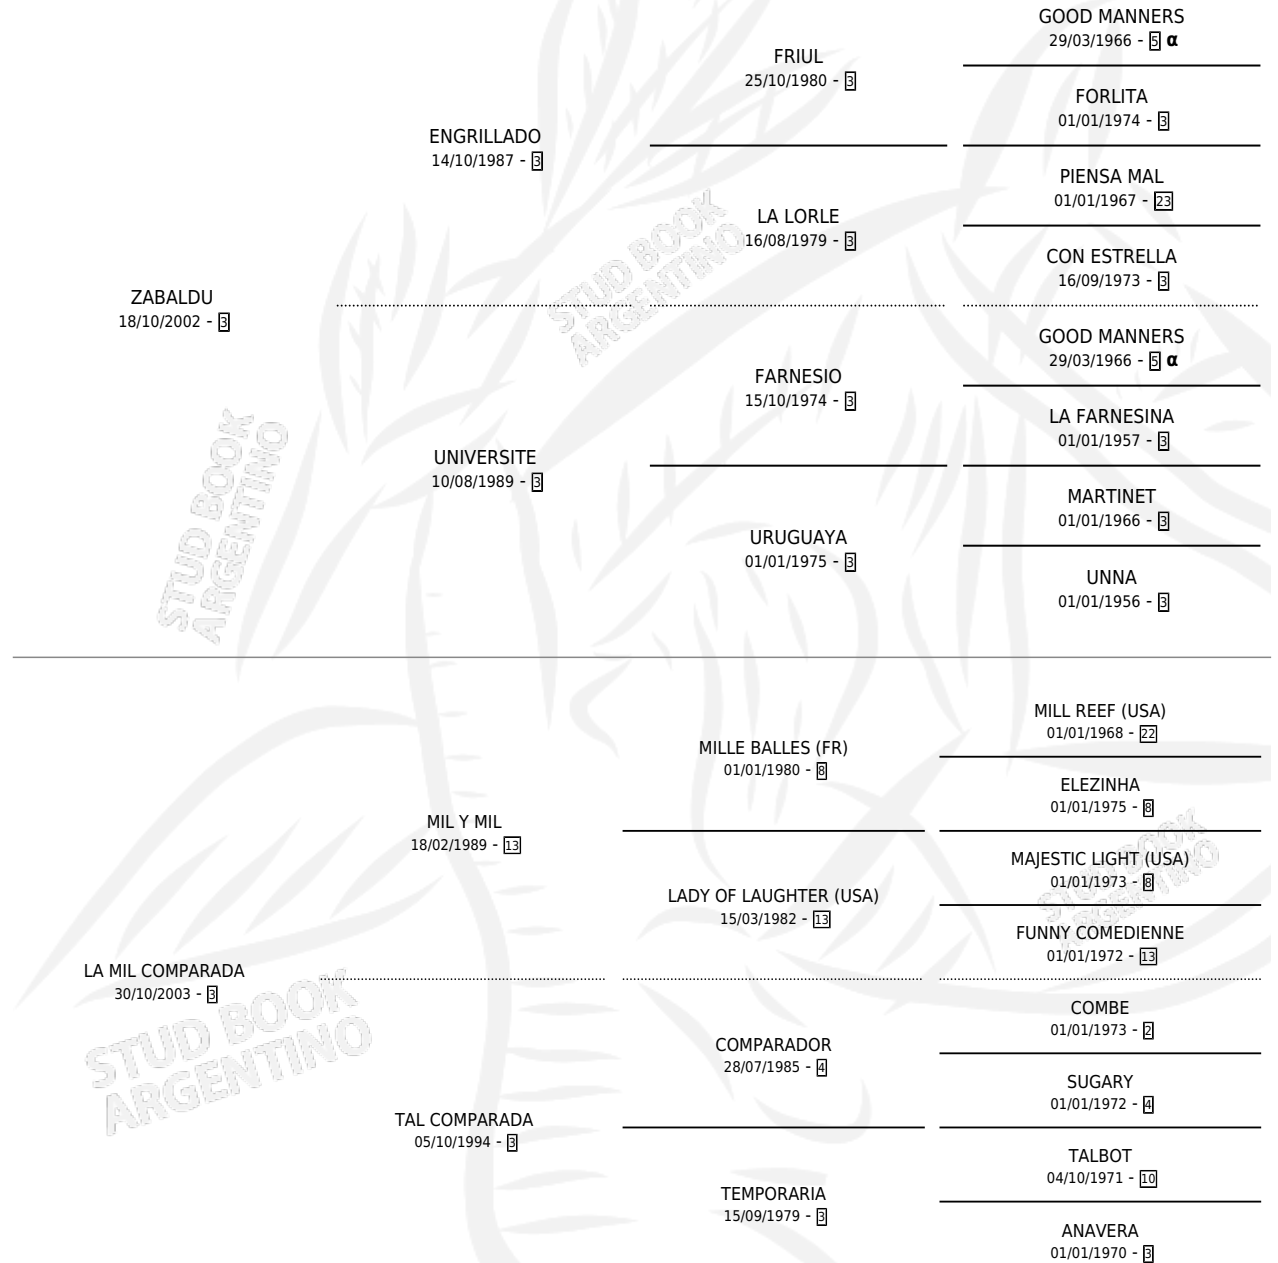 GOOD MANNERS
29/03/1966 - 5 α
FRIUL
25/10/1980 - 3
FORLITA
01/01/1974 - 3
ENGRILLADO
14/10/1987 - 3
PIENSA MAL
01/01/1967 - 23
LA LORLE
16/08/1979 - 3
CON ESTRELLA
16/09/1973 - 3
ZABALDU
18/10/2002 - 3
STUD BOOK
ARGENTINO
GOOD MANNERS
29/03/1966 - 5 α
FARNESIO
15/10/1974 - 3
LA FARNESINA
01/01/1957 - 3
UNIVERSITE
10/08/1989 - 3
MARTINET
01/01/1966 - 3
URUGUAYA
01/01/1975 - 3
UNNA
01/01/1956 - 3
STUD BOOK
ARGENTINO
MILL REEF (USA)
01/01/1968 - 22
MILLE BALLES (FR)
01/01/1980 - 8
ELEZINHA
01/01/1975 - 8
MIL Y MIL
18/02/1989 - 13
MAJESTIC LIGHT (USA)
01/01/1973 - 8
LADY OF LAUGHTER (USA)
15/03/1982 - 13
FUNNY COMEDIENNE
01/01/1972 - 13
STUD BOOK
ARGENTINO
LA MIL COMPARADA
30/10/2003 - 3
COMBE
01/01/1973 - 2
COMPARADOR
28/07/1985 - 4
SUGARY
01/01/1972 - 4
TAL COMPARADA
05/10/1994 - 3
TALBOT
04/10/1971 - 10
TEMPORARIA
15/09/1979 - 3
ANAVERA
01/01/1970 - 3
STUD BOOK
ARGENTINO